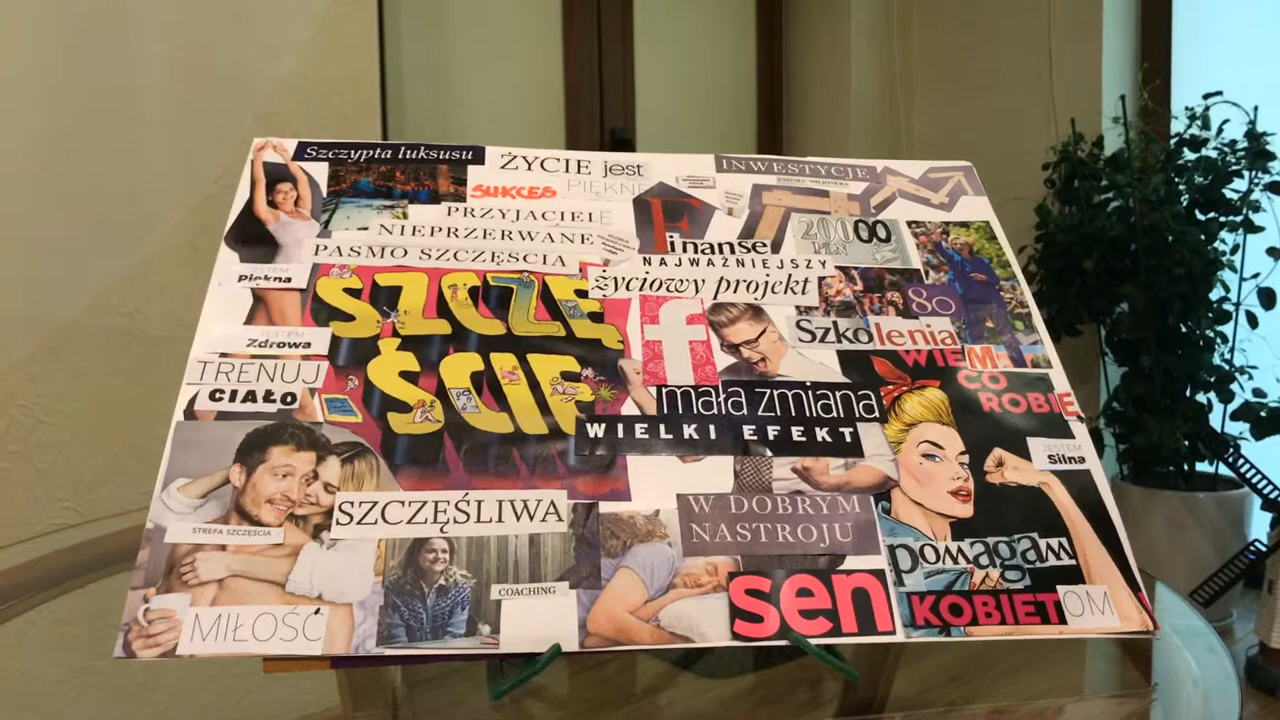 Szczypta luksusu
ŻYCIE jest
PIĘKNE
SUKCES
INWESTYCJE
PRZYJACIELE
NIEPRZERWANE
PASMO SZCZĘŚCIA
Finanse
20000
PLN
NAJWAŻNIEJSZY
życiowy projekt
JESTEM
Piękna
80
Szkolenia
SZCZĘ
ŚCIE
f
JESTEM
Zdrowa
TRENUJ
CIAŁO
WIEM
CO
ROBIĘ
mała zmiana
WIELKI EFEKT
JESTEM
Silna
STREFA SZCZĘŚCIA
SZCZĘŚLIWA
W DOBRYM
NASTROJU
COACHING
sen
pomagam
KOBIETOM
MIŁOŚĆ